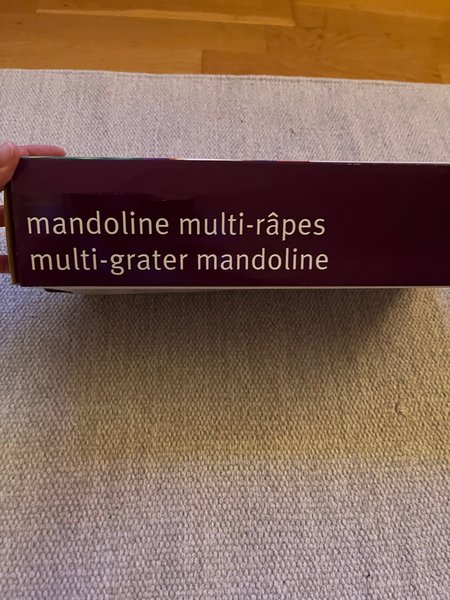 mandoline multi-râpes
multi-grater mandoline